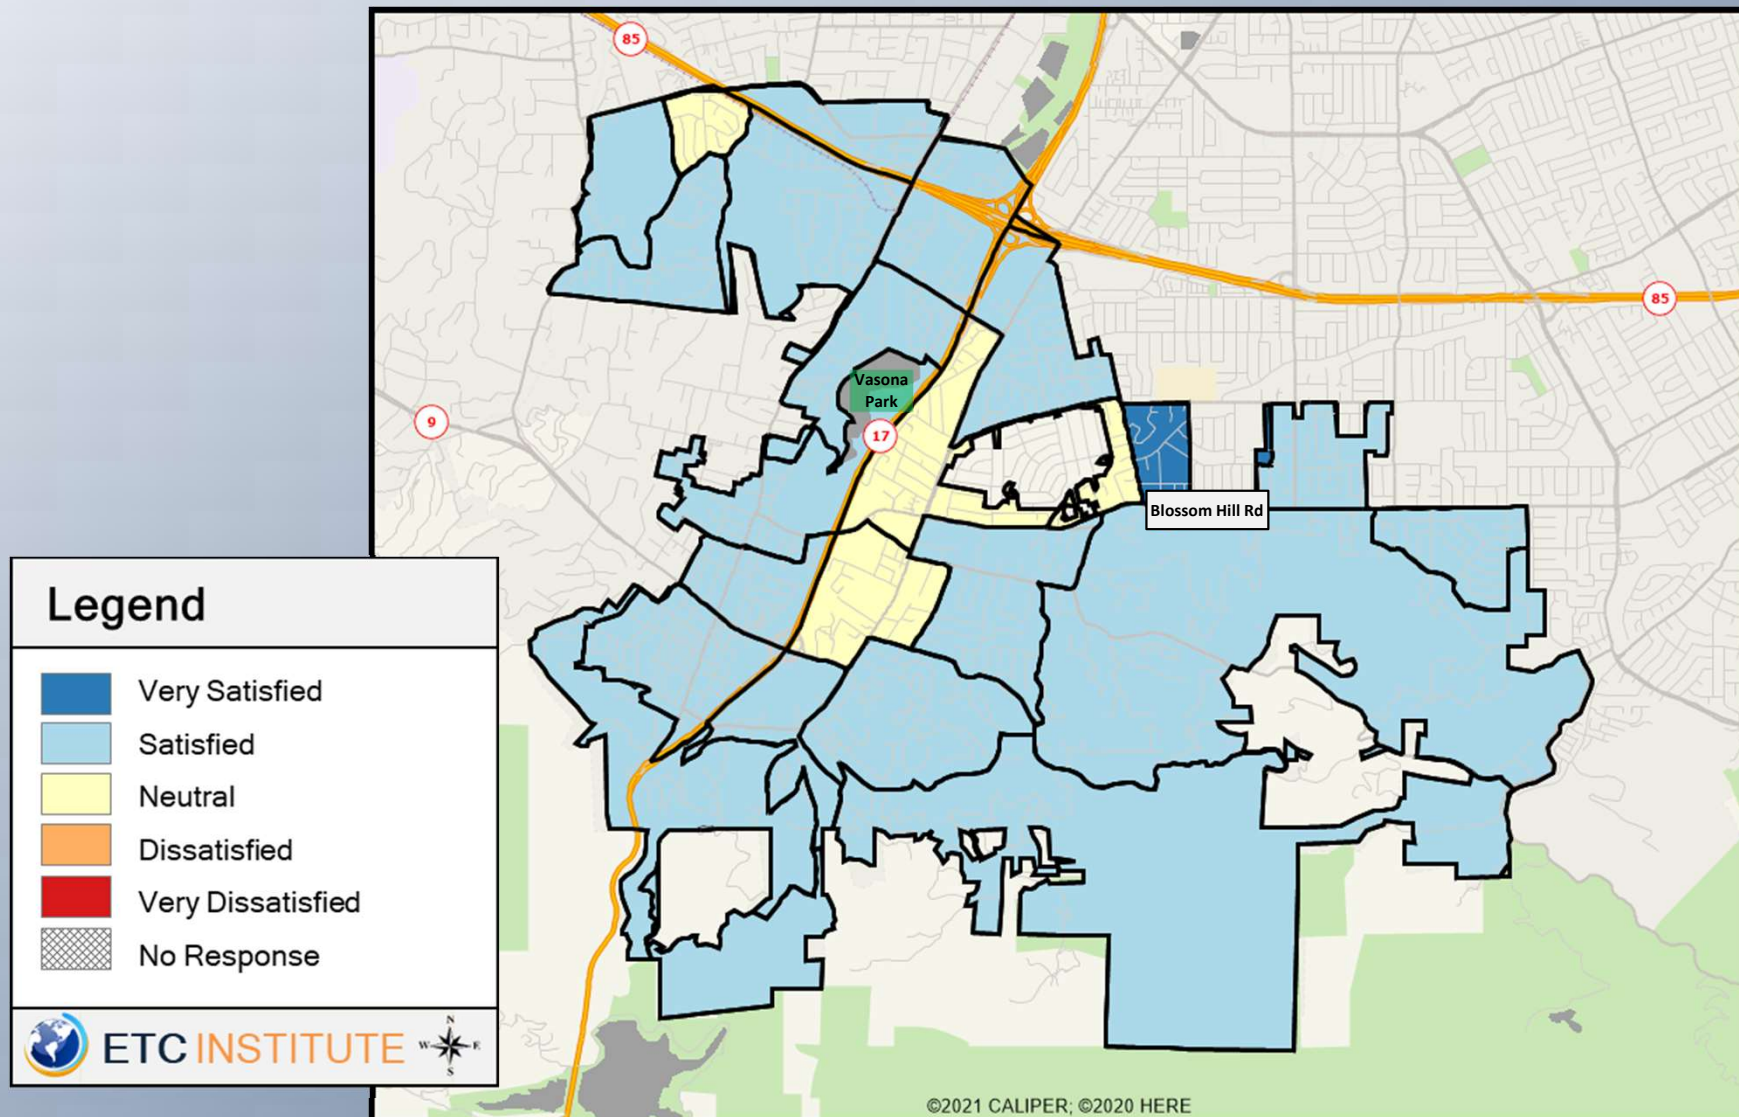 85
85
9
Vasona
Park
17
Blossom Hill Rd
Legend
Very Satisfied
Satisfied
Neutral
Dissatisfied
Very Dissatisfied
No Response
ETC INSTITUTE
N
W E
S
©2021 CALIPER; ©2020 HERE